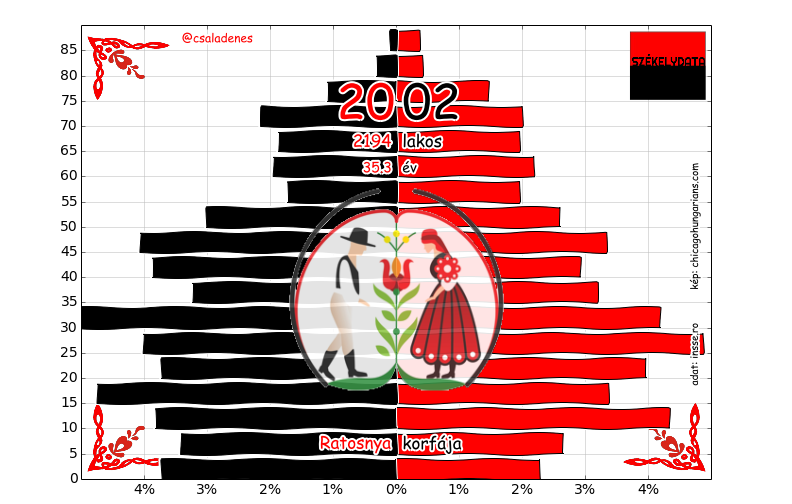 @csaladenes
SZÉKELYDATA
2002
2194 lakos
35.3 év
kép: chicagohungarians.com
adat: insse.ro
Ratosnya korfája
85
80
75
70
65
60
55
50
45
40
35
30
25
20
15
10
5
0
4% 3% 2% 1% 0% 1% 2% 3% 4%